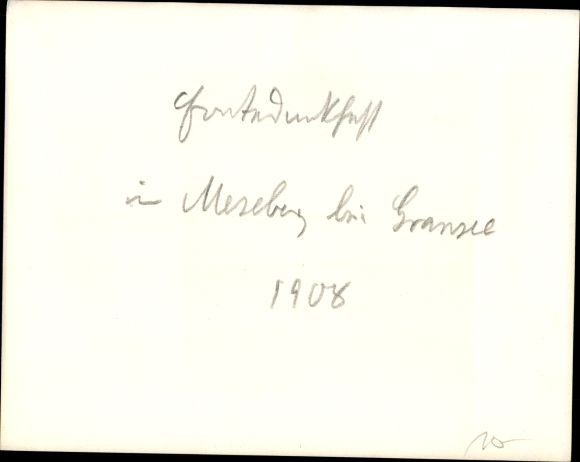 Erntedankfest
in Meseberg bei Gransee
1908